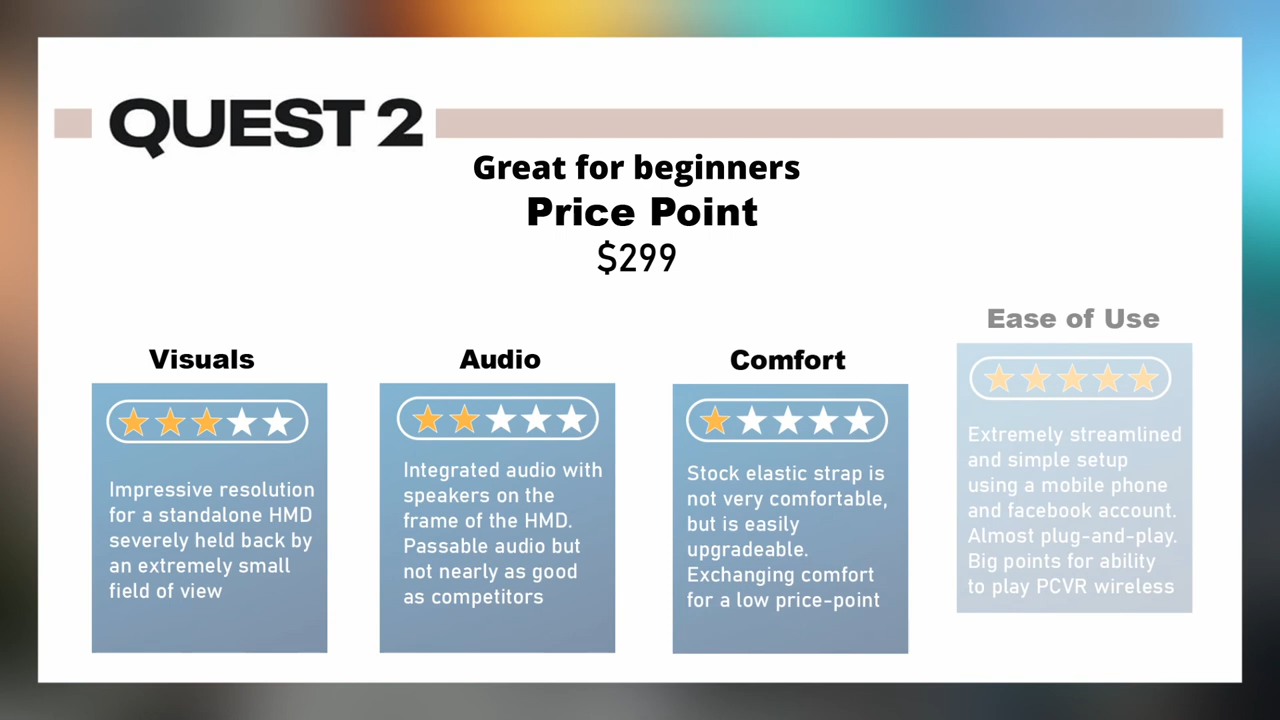 QUEST 2
Great for beginners
Price Point
$299
Visuals
Impressive resolution
for a standalone HMD
severely held back by
an extremely small
field of view
Audio
Integrated audio with
speakers on the
frame of the HMD.
Passable audio but
not nearly as good
as competitors
Comfort
Stock elastic strap is
not very comfortable,
but is easily
upgradeable.
Exchanging comfort
for a low price-point
Ease of Use
Extremely streamlined
and simple setup
using a mobile phone
and facebook account.
Almost plug-and-play.
Big points for ability
to play PCVR wireless